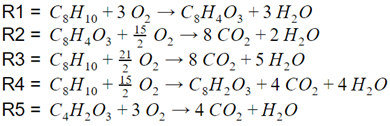 R1 = C₈H₁₀ + 3 O₂ → C₈H₄O₃ + 3 H₂O
R2 = C₈H₄O₃ + 15/2 O₂ → 8 CO₂ + 2 H₂O
R3 = C₈H₁₀ + 21/2 O₂ → 8 CO₂ + 5 H₂O
R4 = C₈H₁₀ + 15/2 O₂ → C₈H₂O₃ + 4 CO₂ + 4 H₂O
R5 = C₄H₂O₃ + 3 O₂ → 4 CO₂ + H₂O